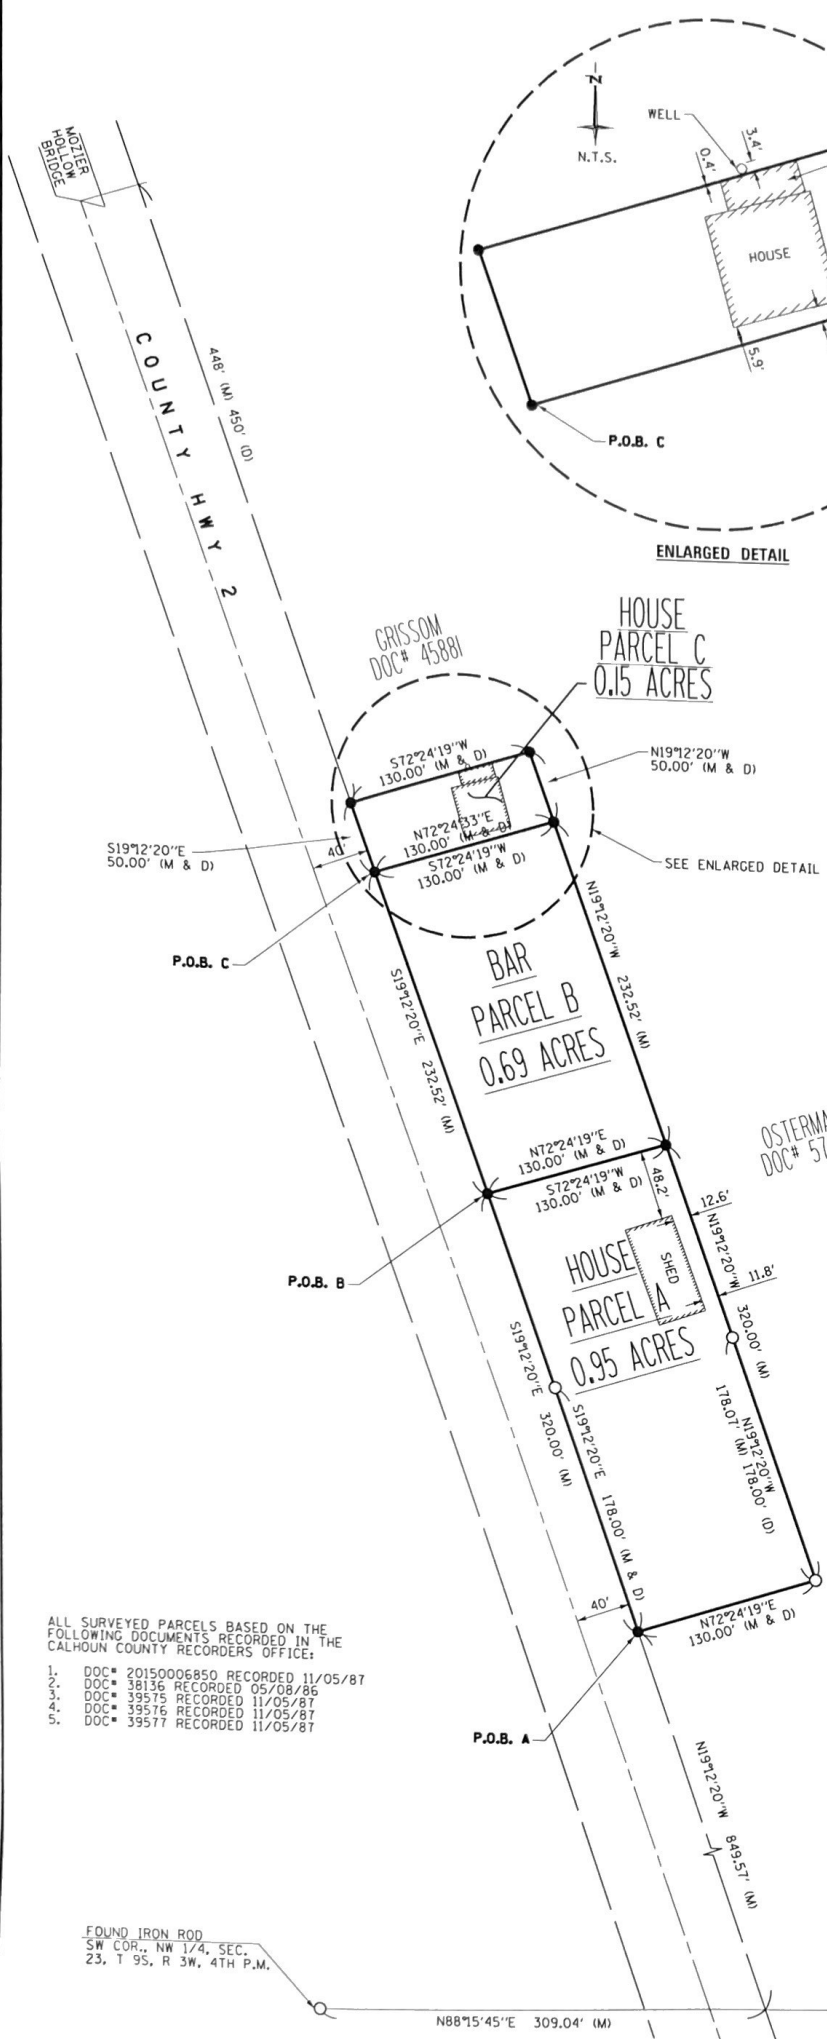 MOZIER
HOLLOW
BRIDGE
N
N.T.S.
WELL
3.4'
0.4'
HOUSE
5.9'
P.O.B. C
ENLARGED DETAIL
448' (M) 450' (D)
COUNTY HWY 2
GRISSOM
DOC# 45881
HOUSE
PARCEL C
0.15 ACRES
S72°24'19"W
130.00' (M & D)
N19°12'20"W
50.00' (M & D)
N72°24'33"E
130.00' (M & D)
S72°24'19"W
130.00' (M & D)
S19°12'20"E
50.00' (M & D)
40'
SEE ENLARGED DETAIL
P.O.B. C
N19°12'20"W 232.52' (M)
S19°12'20"E 232.52' (M)
BAR
PARCEL B
0.69 ACRES
N72°24'19"E
130.00' (M & D)
S72°24'19"W
130.00' (M & D)
DOC# 57
48.2'
12.6'
P.O.B. B
SHED
11.8'
HOUSE
PARCEL A
0.95 ACRES
N19°12'20"W 320.00' (M)
S19°12'20"E 320.00' (M)
N19°12'20"W
178.07' (M) 178.00' (D)
S19°12'20"E 178.00' (M & D)
40'
N72°24'19"E
130.00' (M & D)
P.O.B. A
ALL SURVEYED PARCELS BASED ON THE
FOLLOWING DOCUMENTS RECORDED IN THE
CALHOUN COUNTY RECORDERS OFFICE:
1. DOC# 20150006850 RECORDED 11/05/87
2. DOC# 38136 RECORDED 05/08/86
3. DOC# 39575 RECORDED 11/05/87
4. DOC# 39576 RECORDED 11/05/87
5. DOC# 39577 RECORDED 11/05/87
N19°12'20"W 849.57' (M)
FOUND IRON ROD
SW COR., NW 1/4, SEC.
23, T 9S, R 3W, 4TH P.M.
N88°15'45"E 309.04' (M)